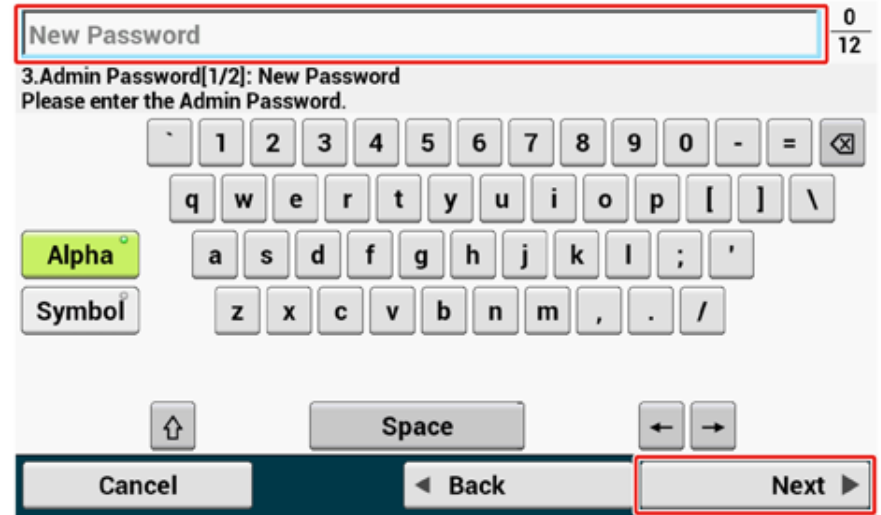 New Password
0
12
3.Admin Password[1/2]: New Password
Please enter the Admin Password.
` 1 2 3 4 5 6 7 8 9 0 - =
q w e r t y u i o p [ ] \
Alpha a s d f g h j k l ; '
Symbol z x c v b n m , . /
Space
Cancel Back Next